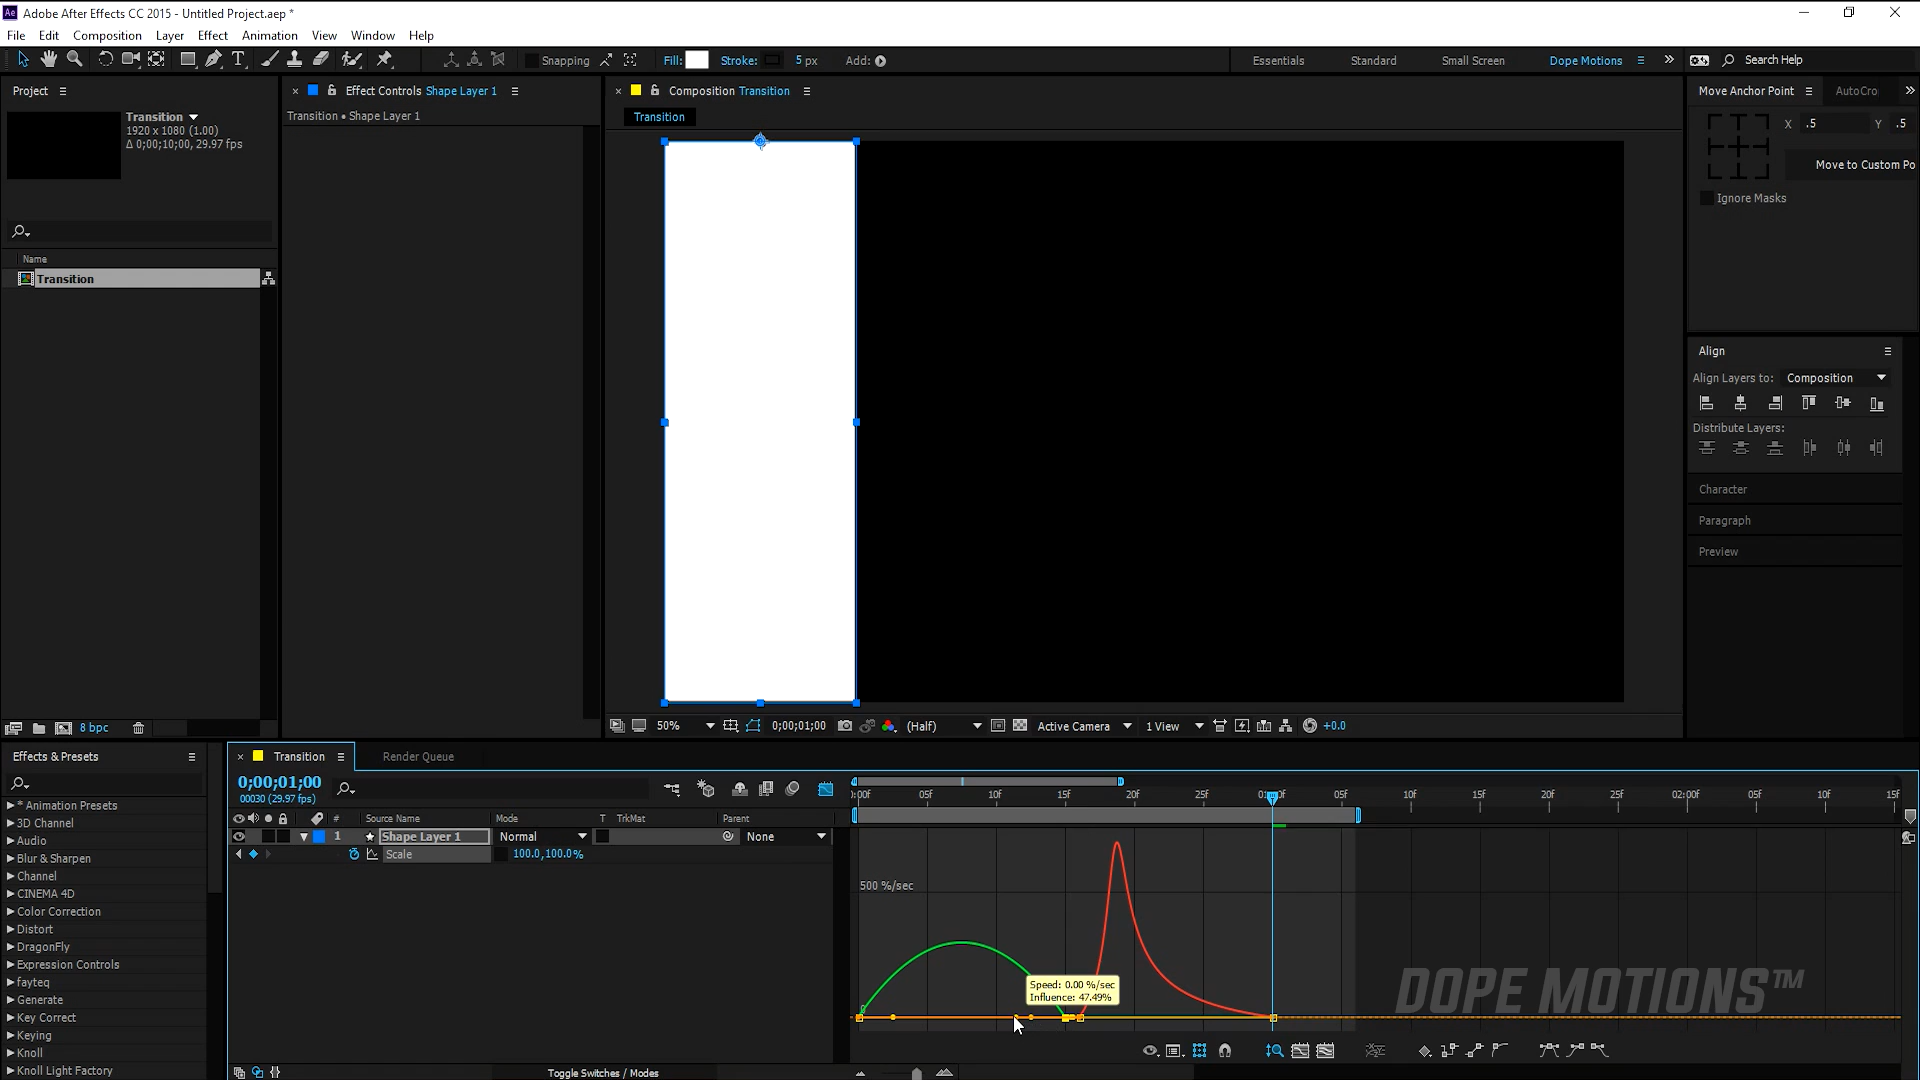 Adobe After Effects CC 2015 - Untitled Project.aep *
File Edit Composition Layer Effect Animation View Window Help
Snapping Fill: Stroke: 5 px Add: Essentials Standard Small Screen Dope Motions Search Help
Project
Effect Controls Shape Layer 1
Composition Transition
Move Anchor Point AutoCro
Transition
1920 x 1080 (1.00)
Δ 0;00;10;00, 29.97 fps
Transition • Shape Layer 1
Transition
X .5 Y .5
Move to Custom Po
Ignore Masks
Name
Transition
Align
Align Layers to: Composition
Distribute Layers:
Character
Paragraph
Preview
8 bpc
50% 0;00;01;00 (Half) Active Camera 1 View +0.0
Effects & Presets
* Animation Presets
3D Channel
Audio
Blur & Sharpen
Channel
CINEMA 4D
Color Correction
Distort
DragonFly
Expression Controls
fayteq
Generate
Key Correct
Keying
Knoll
Knoll Light Factory
Transition Render Queue
0;00;01;00
00030 (29.97 fps)
# Source Name Mode T TrkMat Parent
1 Shape Layer 1 Normal None
Scale 100.0,100.0%
Toggle Switches / Modes
):00f 05f 10f 15f 20f 25f 01:00f 05f 10f 15f 20f 25f 02:00f 05f 10f 15f
500 %/sec
0
Speed: 0.00 %/sec
Influence: 47.49%
DOPE MOTIONS™